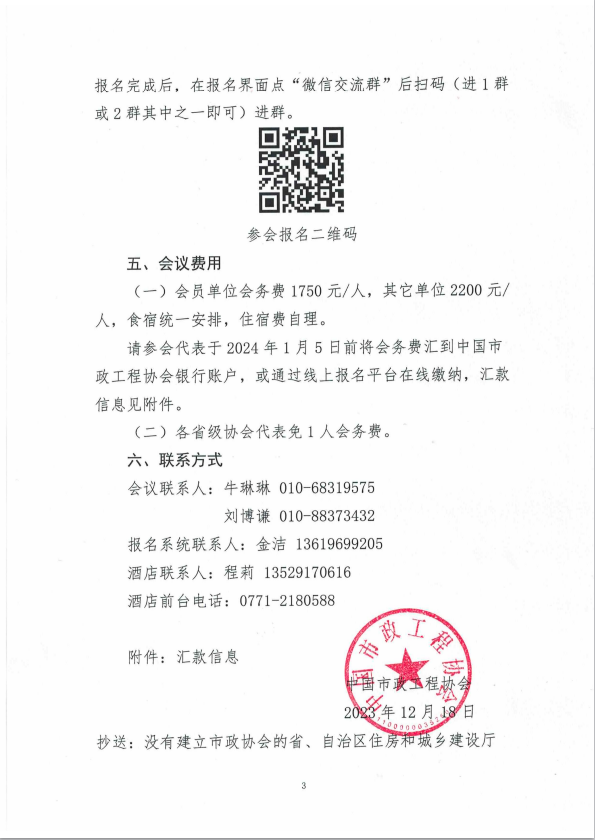 报名完成后，在报名界面点“微信交流群”后扫码（进1群
或2群其中之一即可）进群。
参会报名二维码
五、会议费用
（一）会员单位会务费1750元/人，其它单位2200元/
人，食宿统一安排，住宿费自理。
请参会代表于2024年1月5日前将会务费汇到中国市
政工程协会银行账户，或通过线上报名平台在线缴纳，汇款
信息见附件。
（二）各省级协会代表免1人会务费。
六、联系方式
会议联系人：牛琳琳 010-68319575
刘博谦 010-88373432
报名系统联系人：金洁 13619699205
酒店联系人：程莉 13529170616
酒店前台电话：0771-2180588
附件：汇款信息
中国市政工程协会
中国市政工程协会
2023年12月18日
抄送：没有建立市政协会的省、自治区住房和城乡建设厅
3